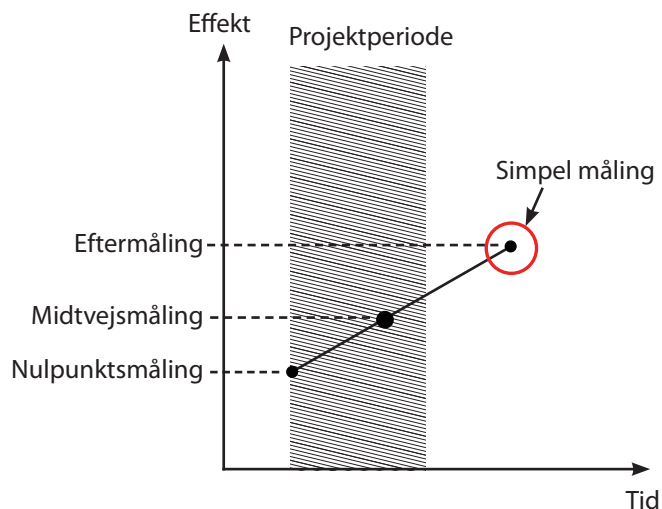 Effekt
Projektperiode
Simpel måling
Eftermåling
Midtvejsmåling
Nulpunktsmåling
Tid